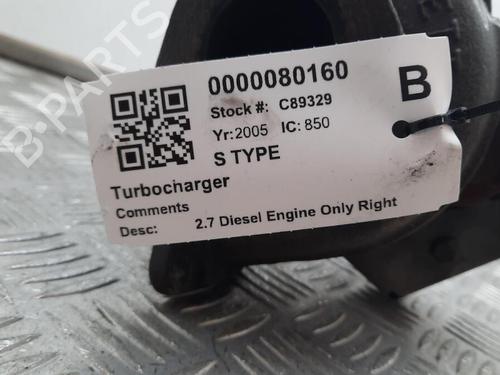 0000080160
B
Stock #: C89329
Yr: 2005 IC: 850
S TYPE
Turbocharger
Comments
Desc: 2.7 Diesel Engine Only Right
B-PARTS